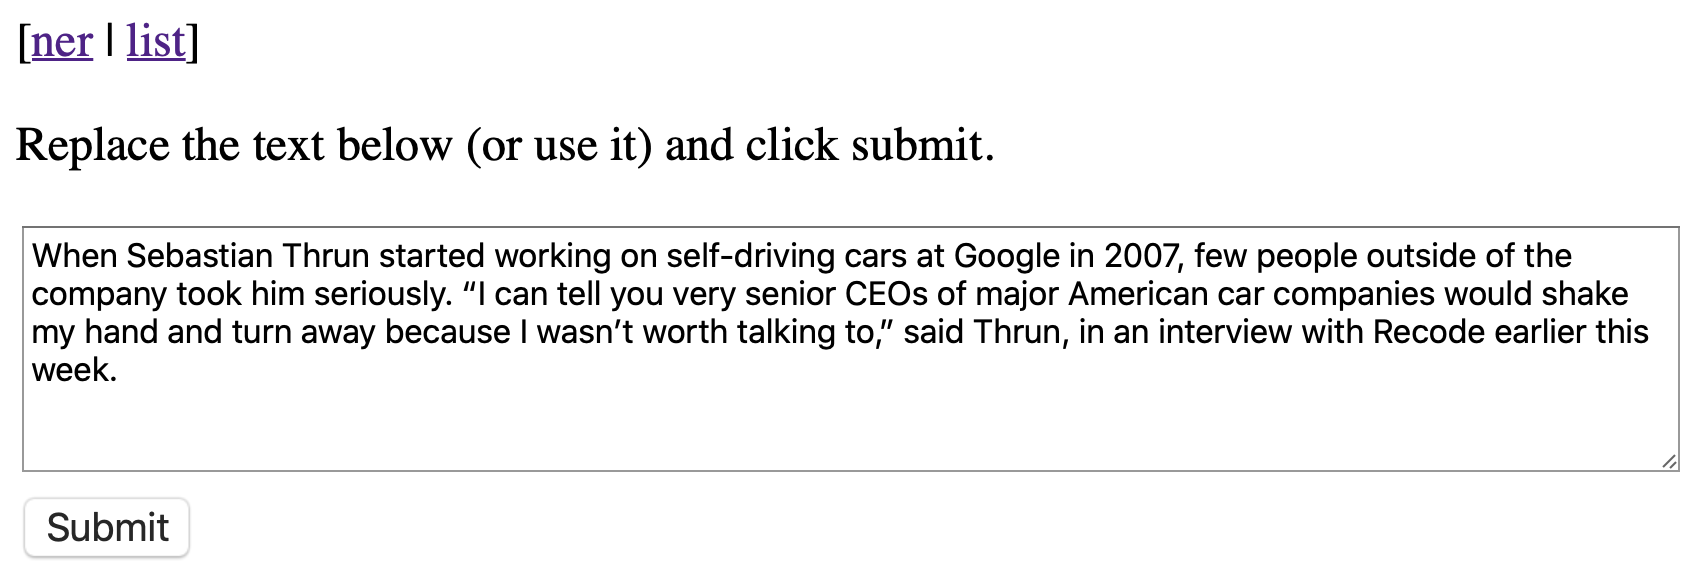 [ner | list]
Replace the text below (or use it) and click submit.
When Sebastian Thrun started working on self-driving cars at Google in 2007, few people outside of the
company took him seriously. “I can tell you very senior CEOs of major American car companies would shake
my hand and turn away because I wasn’t worth talking to,” said Thrun, in an interview with Recode earlier this
week.
Submit